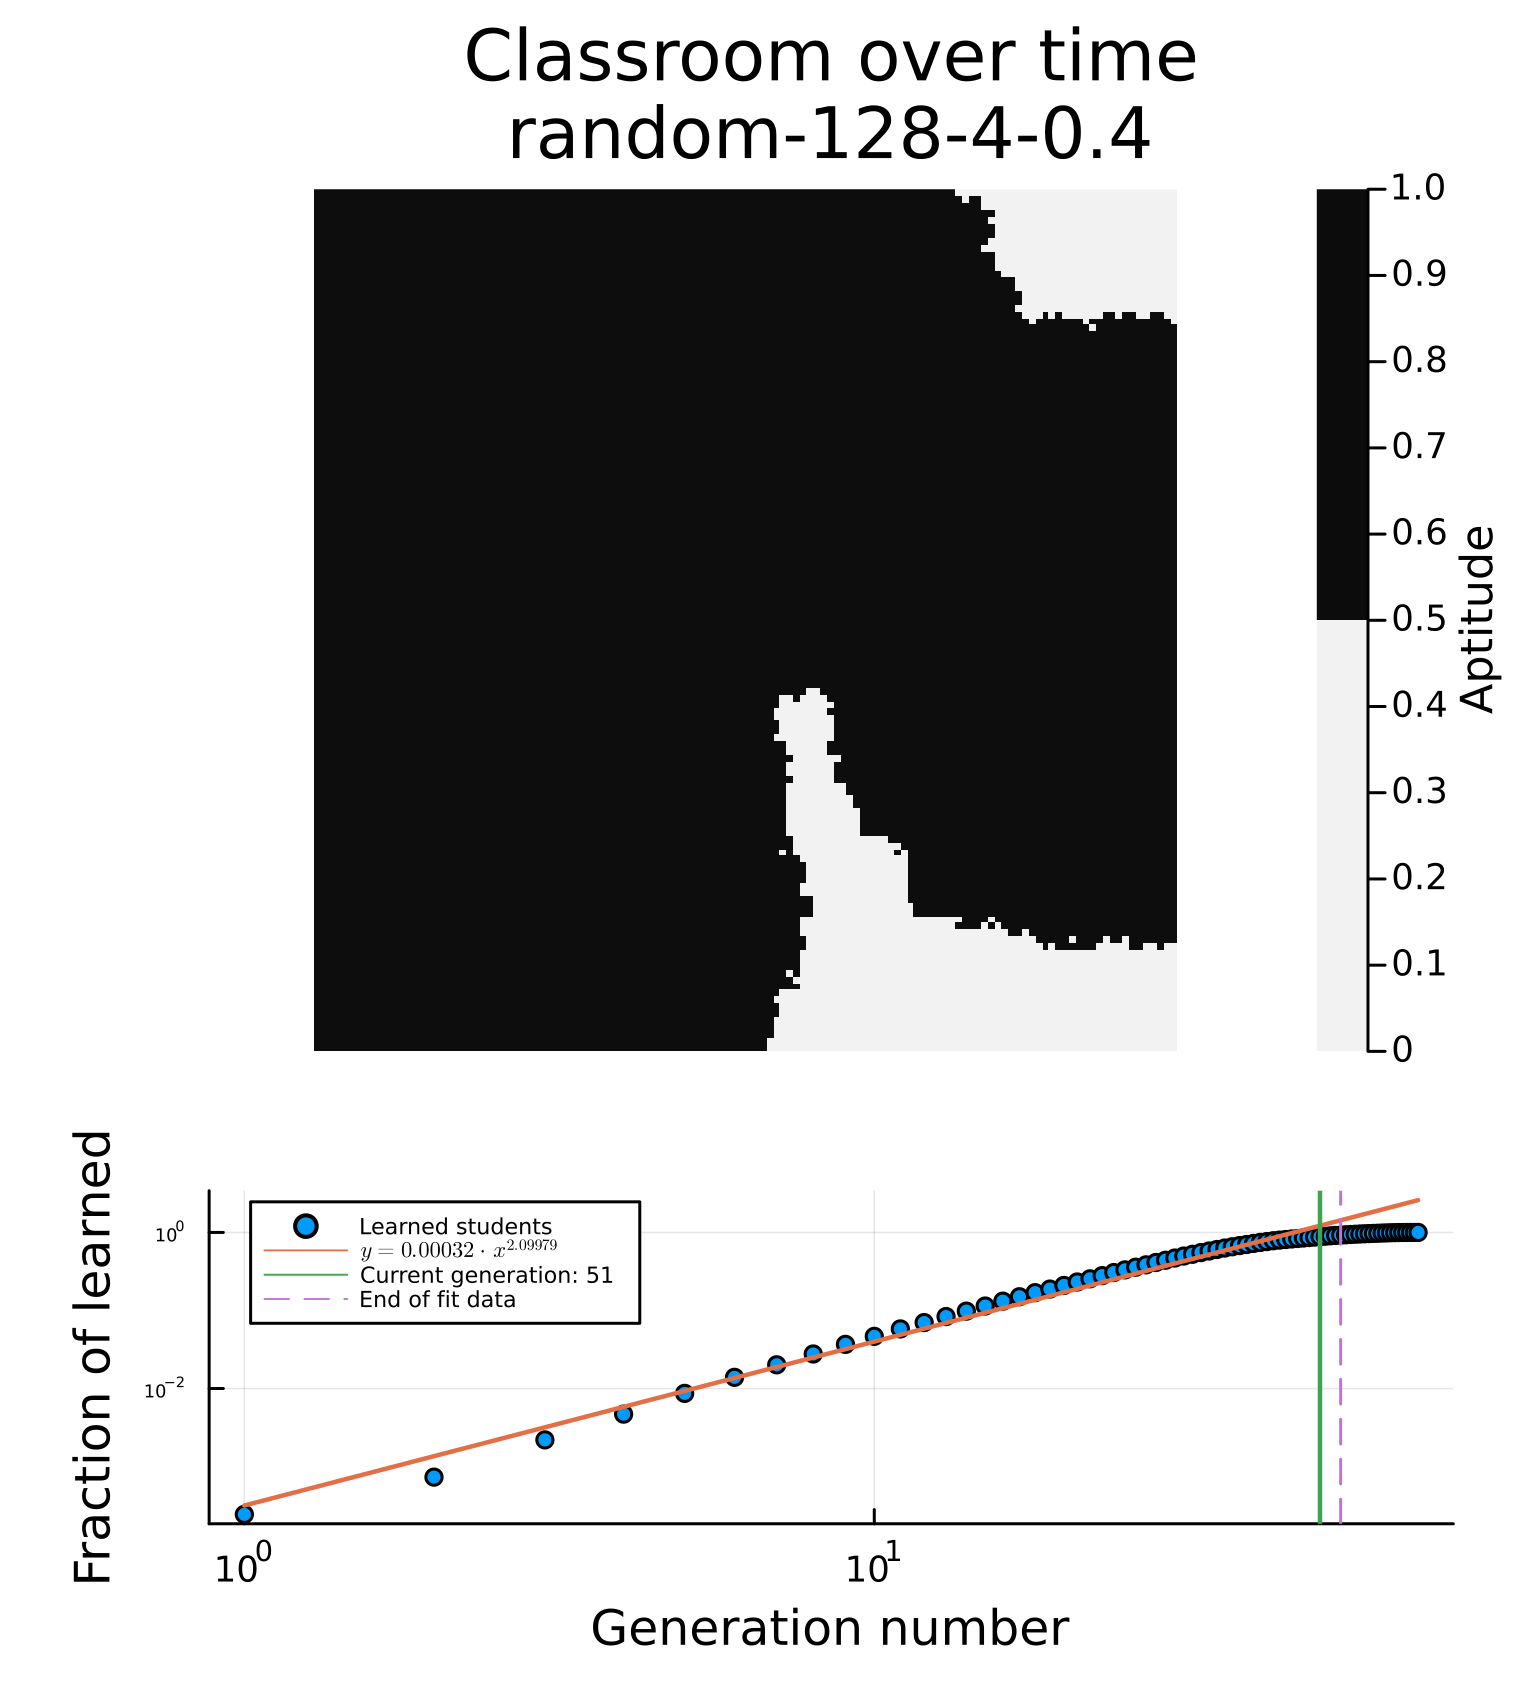 Classroom over time
random-128-4-0.4
1.0
0.9
0.8
0.7
0.6
0.5
0.4
0.3
0.2
0.1
0
Aptitude
Fraction of learned
10^0
10^{-2}
Learned students
y = 0.00032 · x^{2.09979}
Current generation: 51
End of fit data
10^0
10^1
Generation number